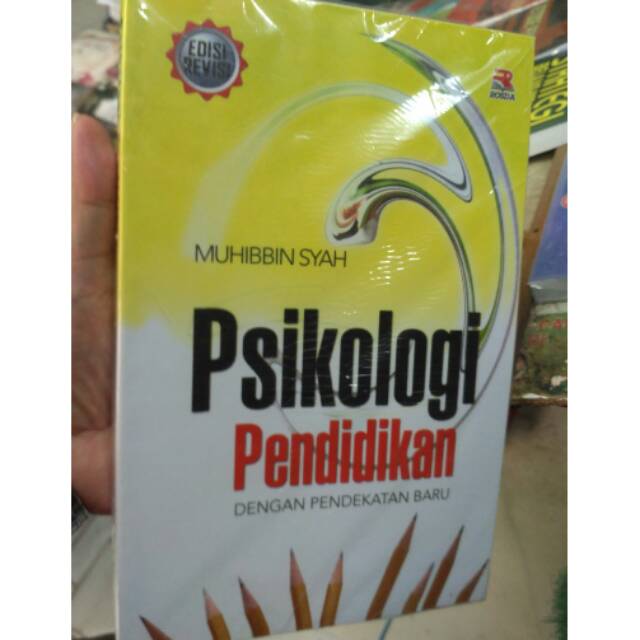 EDISI
REVISI
ROSDA
MUHIBBIN SYAH
Psikologi
Pendidikan
DENGAN PENDEKATAN BARU